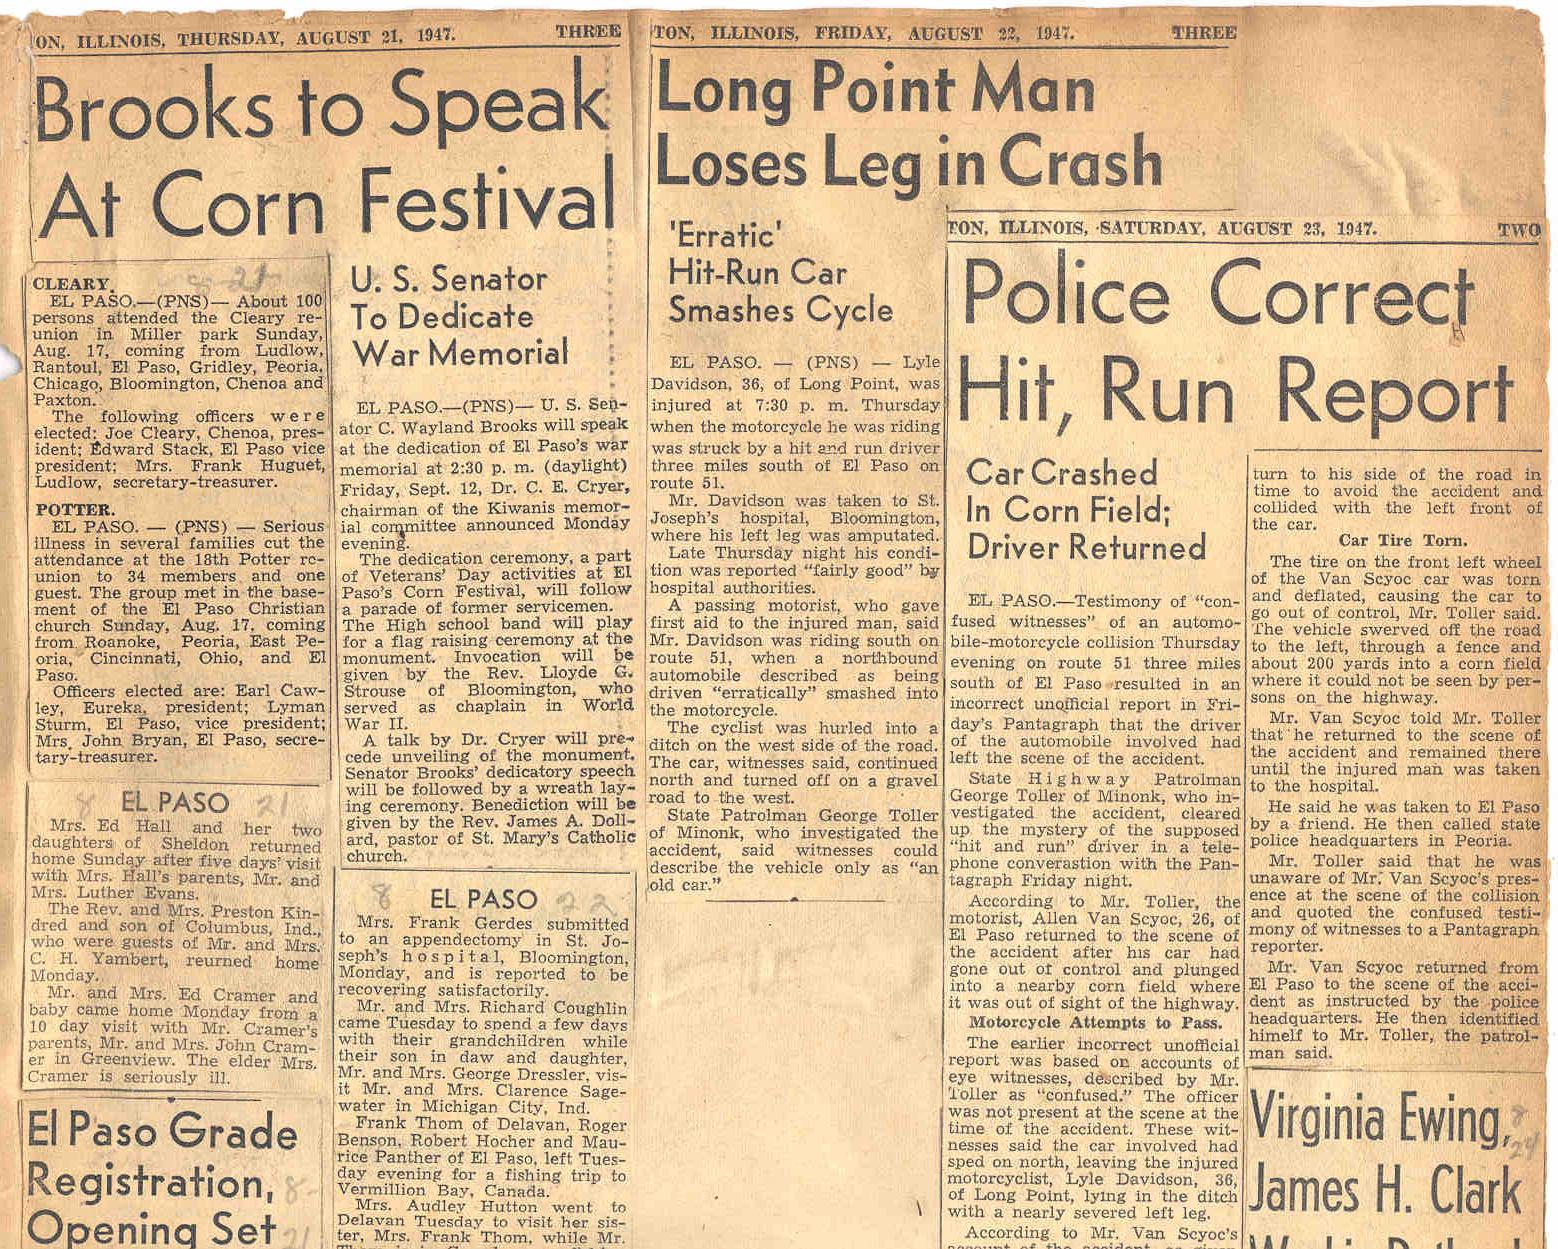 ON, ILLINOIS, THURSDAY, AUGUST 21, 1947. THREE
Brooks to Speak
At Corn Festival
8-21
CLEARY.
EL PASO.—(PNS)— About 100
persons attended the Cleary re-
union in Miller park Sunday,
Aug. 17, coming from Ludlow,
Rantoul, El Paso, Gridley, Peoria,
Chicago, Bloomington, Chenoa and
Paxton.
The following officers were
elected: Joe Cleary, Chenoa, pres-
ident; Edward Stack, El Paso vice
president; Mrs. Frank Huguet,
Ludlow, secretary-treasurer.
POTTER.
EL PASO. — (PNS) — Serious
illness in several families cut the
attendance at the 18th Potter re-
union to 34 members and one
guest. The group met in the base-
ment of the El Paso Christian
church Sunday, Aug. 17, coming
from Roanoke, Peoria, East Pe-
oria, Cincinnati, Ohio, and El
Paso.
Officers elected are: Earl Caw-
ley, Eureka, president; Lyman
Sturm, El Paso, vice president;
Mrs. John Bryan, El Paso, secre-
tary-treasurer.
8 EL PASO 21
Mrs. Ed Hall and her two
daughters of Sheldon returned
home Sunday after five days' visit
with Mrs. Hall's parents, Mr. and
Mrs. Luther Evans.
The Rev. and Mrs. Preston Kin-
dred and son of Columbus, Ind.,
who were guests of Mr. and Mrs.
C. H. Yambert, reurned home
Monday.
Mr. and Mrs. Ed Cramer and
baby came home Monday from a
10 day visit with Mr. Cramer's
parents, Mr. and Mrs. John Cram-
er in Greenview. The elder Mrs.
Cramer is seriously ill.
El Paso Grade
Registration, 8-
Opening Set 21
U. S. Senator
To Dedicate
War Memorial
EL PASO.—(PNS)— U. S. Sen-
ator C. Wayland Brooks will speak
at the dedication of El Paso's war
memorial at 2:30 p. m. (daylight)
Friday, Sept. 12, Dr. C. E. Cryer,
chairman of the Kiwanis memor-
ial committee announced Monday
evening.
The dedication ceremony, a part
of Veterans' Day activities at El
Paso's Corn Festival, will follow
a parade of former servicemen.
The High school band will play
for a flag raising ceremony at the
monument. Invocation will be
given by the Rev. Lloyde G.
Strouse of Bloomington, who
served as chaplain in World
War II.
A talk by Dr. Cryer will pre-
cede unveiling of the monument.
Senator Brooks' dedicatory speech
will be followed by a wreath lay-
ing ceremony. Benediction will be
given by the Rev. James A. Doll-
ard, pastor of St. Mary's Catholic
church.
8 EL PASO 22
Mrs. Frank Gerdes submitted
to an appendectomy in St. Jo-
seph's hospital, Bloomington,
Monday, and is reported to be
recovering satisfactorily.
Mr. and Mrs. Richard Coughlin
came Tuesday to spend a few days
with their grandchildren while
their son in daw and daughter,
Mr. and Mrs. George Dressler, vis-
it Mr. and Mrs. Clarence Sage-
water in Michigan City, Ind.
Frank Thom of Delavan, Roger
Benson, Robert Hocher and Mau-
rice Panther of El Paso, left Tues-
day evening for a fishing trip to
Vermillion Bay, Canada.
Mrs. Audley Hutton went to
Delavan Tuesday to visit her sis-
ter, Mrs. Frank Thom, while Mr.
TON, ILLINOIS, FRIDAY, AUGUST 22, 1947. THREE
Long Point Man
Loses Leg in Crash
'Erratic'
Hit-Run Car
Smashes Cycle
EL PASO. — (PNS) — Lyle
Davidson, 36, of Long Point, was
injured at 7:30 p. m. Thursday
when the motorcycle he was riding
was struck by a hit and run driver
three miles south of El Paso on
route 51.
Mr. Davidson was taken to St.
Joseph's hospital, Bloomington,
where his left leg was amputated.
Late Thursday night his condi-
tion was reported "fairly good" by
hospital authorities.
A passing motorist, who gave
first aid to the injured man, said
Mr. Davidson was riding south on
route 51, when a northbound
automobile described as being
driven "erratically" smashed into
the motorcycle.
The cyclist was hurled into a
ditch on the west side of the road.
The car, witnesses said, continued
north and turned off on a gravel
road to the west.
State Patrolman George Toller
of Minonk, who investigated the
accident, said witnesses could
describe the vehicle only as "an
old car."
TON, ILLINOIS, SATURDAY, AUGUST 23, 1947. TWO
Police Correct
Hit, Run Report
Car Crashed
In Corn Field;
Driver Returned
EL PASO.—Testimony of "con-
fused witnesses" of an automo-
bile-motorcycle collision Thursday
evening on route 51 three miles
south of El Paso resulted in an
incorrect unofficial report in Fri-
day's Pantagraph that the driver
of the automobile involved had
left the scene of the accident.
State Highway Patrolman
George Toller of Minonk, who in-
vestigated the accident, cleared
up the mystery of the supposed
"hit and run" driver in a tele-
phone converastion with the Pan-
tagraph Friday night.
According to Mr. Toller, the
motorist, Allen Van Scyoc, 26, of
El Paso returned to the scene of
the accident after his car had
gone out of control and plunged
into a nearby corn field where
it was out of sight of the highway.
Motorcycle Attempts to Pass.
The earlier incorrect unofficial
report was based on accounts of
eye witnesses, described by Mr.
Toller as "confused." The officer
was not present at the scene at the
time of the accident. These wit-
nesses said the car involved had
sped on north, leaving the injured
motorcyclist, Lyle Davidson, 36,
of Long Point, lying in the ditch
with a nearly severed left leg.
According to Mr. Van Scyoc's
account of the accident, as given
turn to his side of the road in
time to avoid the accident and
collided with the left front of
the car.
Car Tire Torn.
The tire on the front left wheel
of the Van Scyoc car was torn
and deflated, causing the car to
go out of control, Mr. Toller said.
The vehicle swerved off the road
to the left, through a fence and
about 200 yards into a corn field
where it could not be seen by per-
sons on the highway.
Mr. Van Scyoc told Mr. Toller
that he returned to the scene of
the accident and remained there
until the injured man was taken
to the hospital.
He said he was taken to El Paso
by a friend. He then called state
police headquarters in Peoria.
Mr. Toller said that he was
unaware of Mr. Van Scyoc's pres-
ence at the scene of the collision
and quoted the confused testi-
mony of witnesses to a Pantagraph
reporter.
Mr. Van Scyoc returned from
El Paso to the scene of the acci-
dent as instructed by the police
headquarters. He then identified
himself to Mr. Toller, the patrol-
man said.
Virginia Ewing, 8
24
James H. Clark